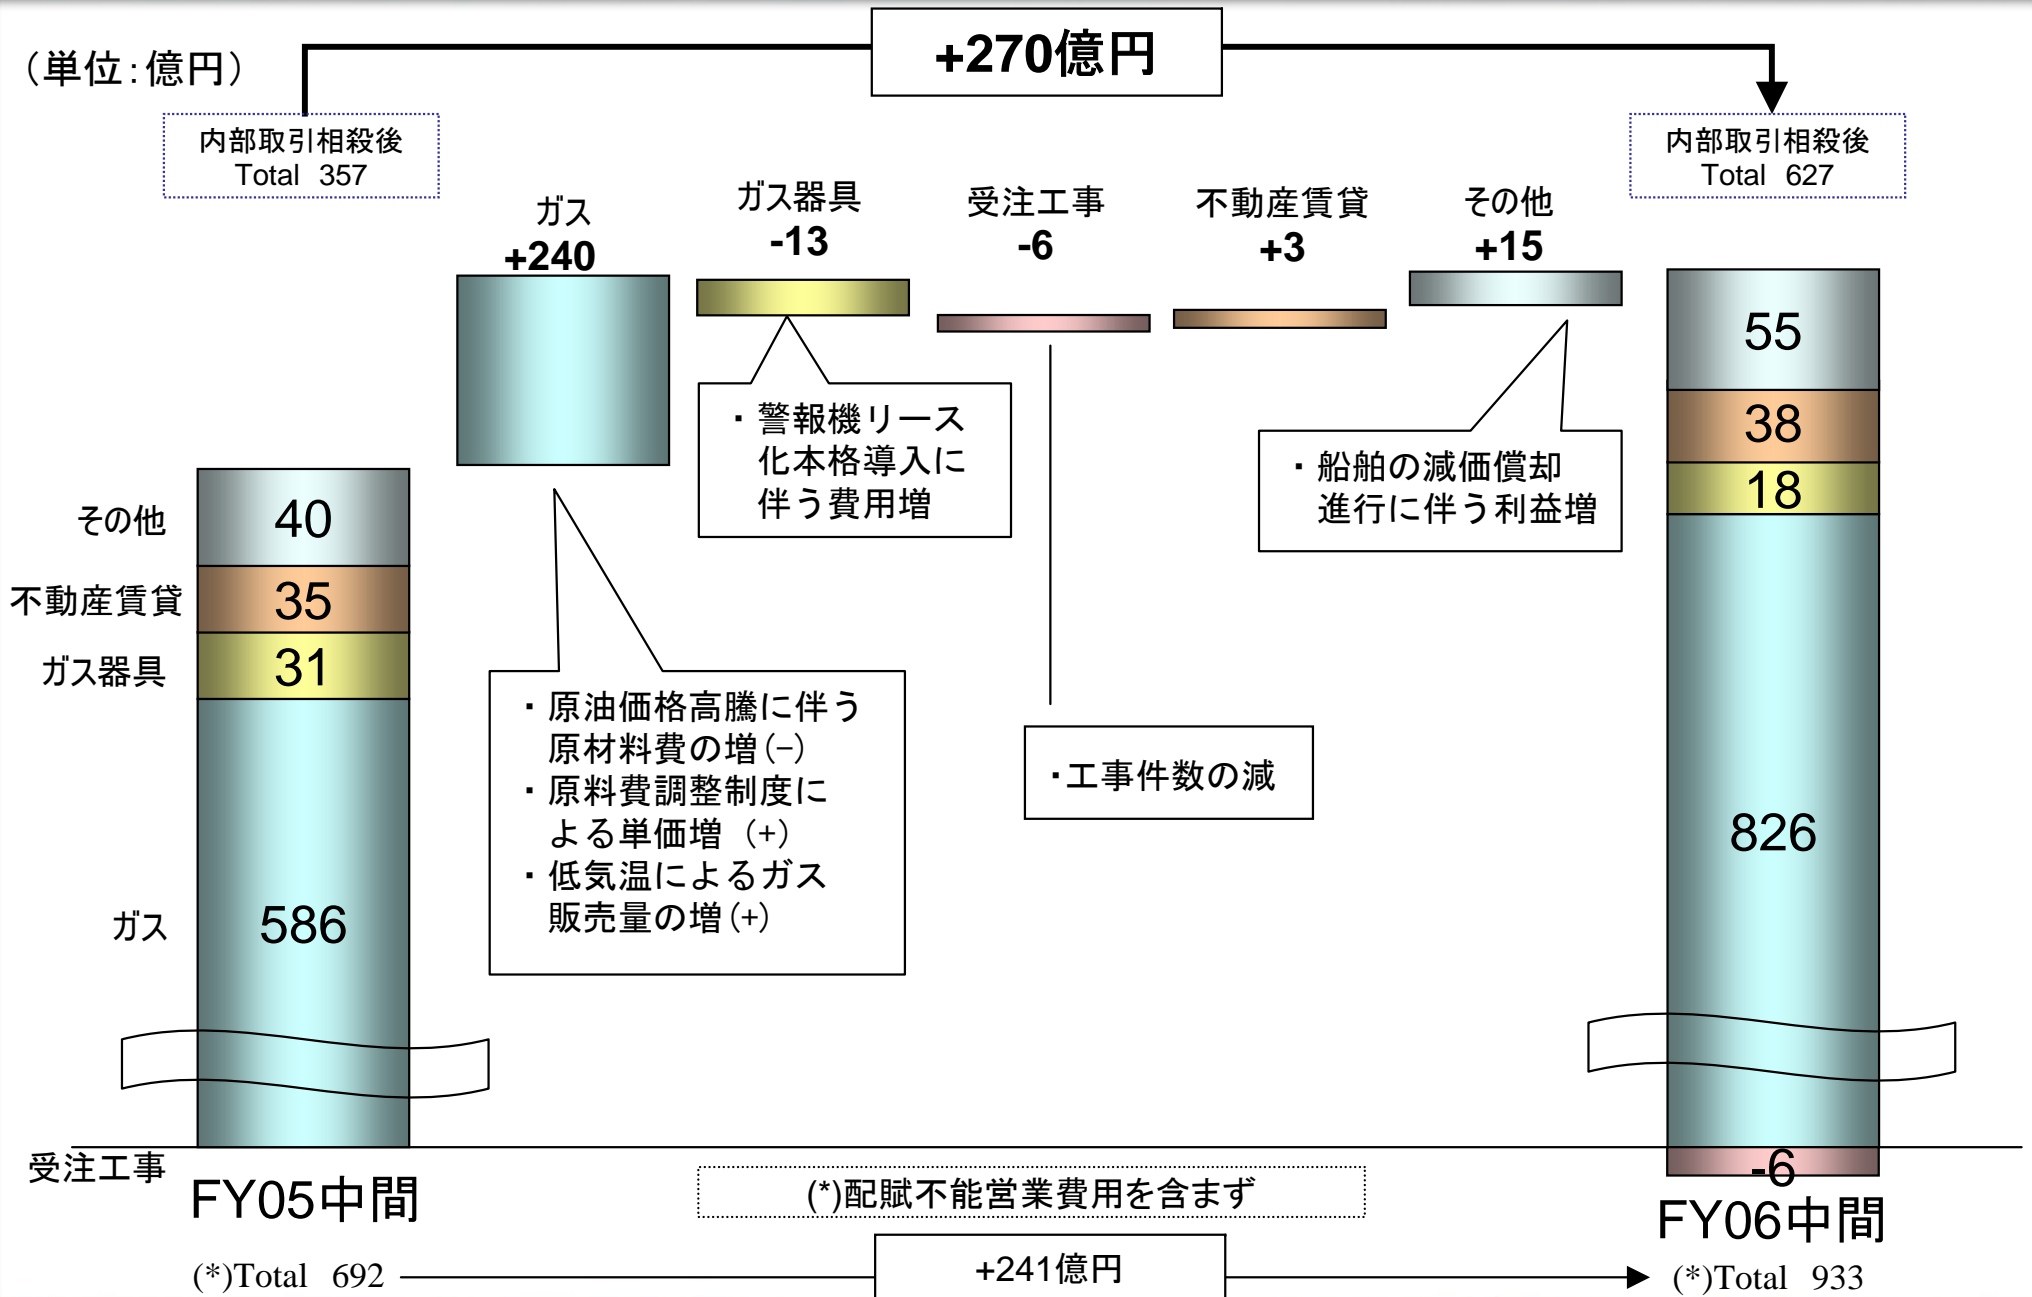 （単位：億円）
+270億円
内部取引相殺後
Total 357
内部取引相殺後
Total 627
ガス
+240
ガス器具
-13
受注工事
-6
不動産賃貸
+3
その他
+15
・警報機リース
化本格導入に
伴う費用増
・船舶の減価償却
進行に伴う利益増
・原油価格高騰に伴う
原材料費の増(−)
・原料費調整制度に
よる単価増 (+)
・低気温によるガス
販売量の増(+)
・工事件数の減
その他
40
不動産賃貸
35
ガス器具
31
ガス
586
受注工事
55
38
18
826
-6
FY05中間
(*)配賦不能営業費用を含まず
FY06中間
(*)Total 692
+241億円
(*)Total 933